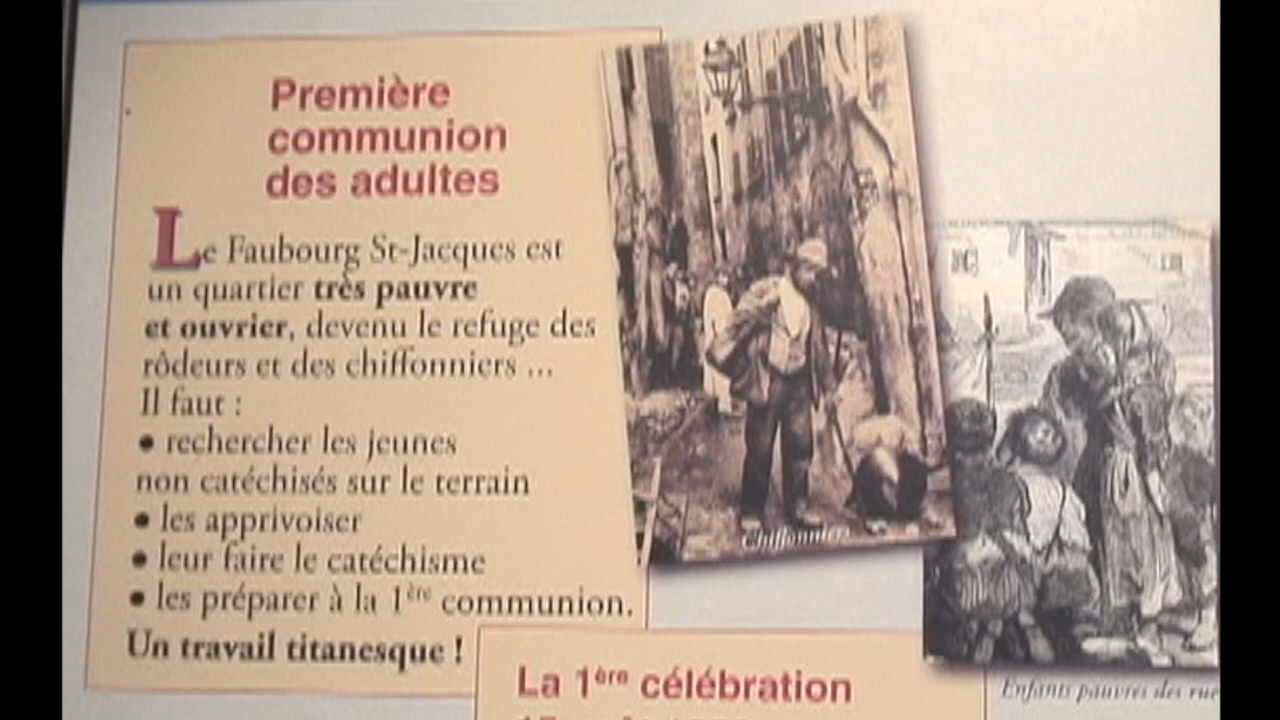 Première
communion
des adultes
Le Faubourg St-Jacques est
un quartier très pauvre
et ouvrier, devenu le refuge des
rôdeurs et des chiffonniers ...
Il faut :
• rechercher les jeunes
non catéchisés sur le terrain
• les apprivoiser
• leur faire le catéchisme
• les préparer à la 1ère communion.
Un travail titanesque !
Chiffonniers
Enfants pauvres des rue
La 1ère célébration